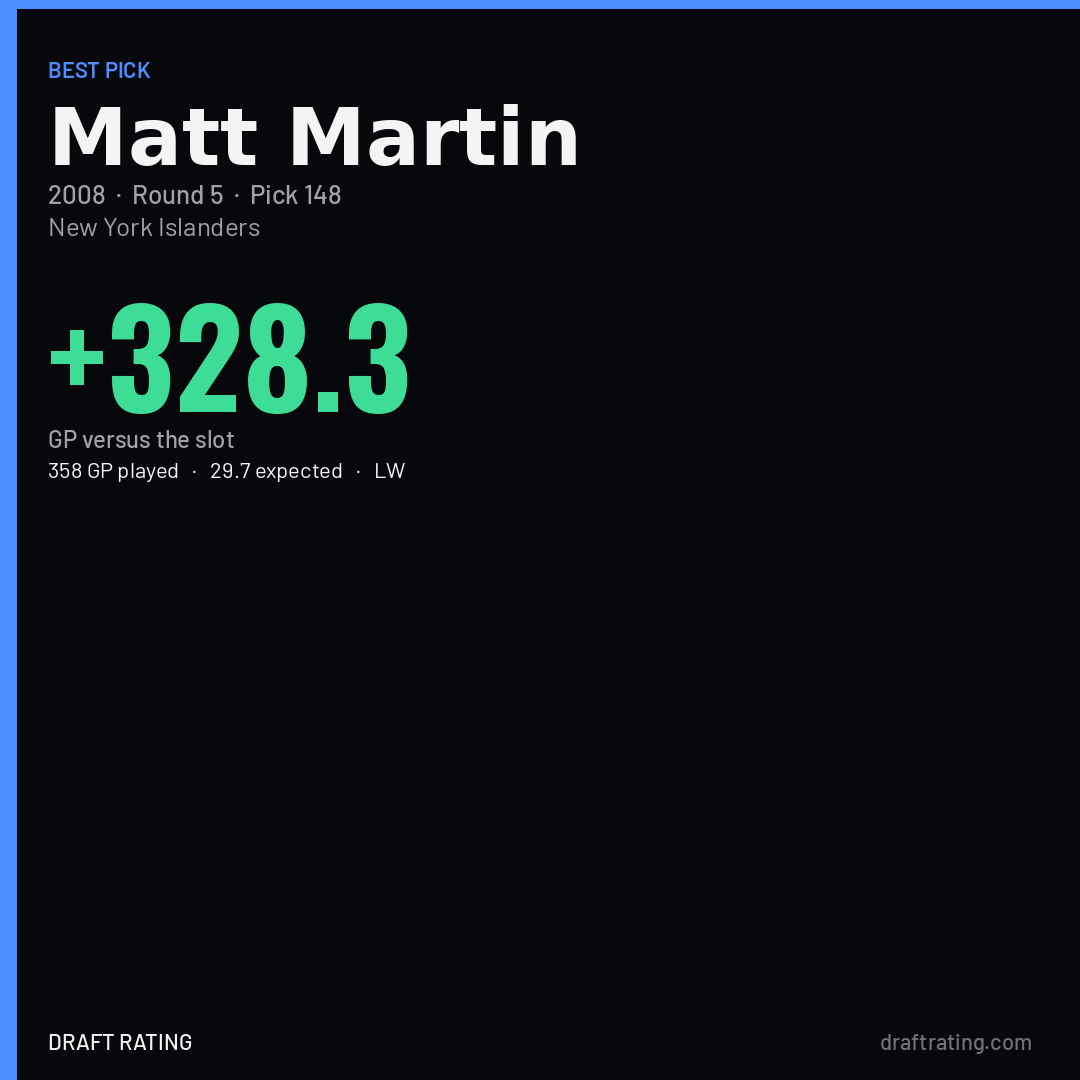 BEST PICK
Matt Martin
2008 · Round 5 · Pick 148
New York Islanders
+328.3
GP versus the slot
358 GP played · 29.7 expected · LW
DRAFT RATING
draftrating.com